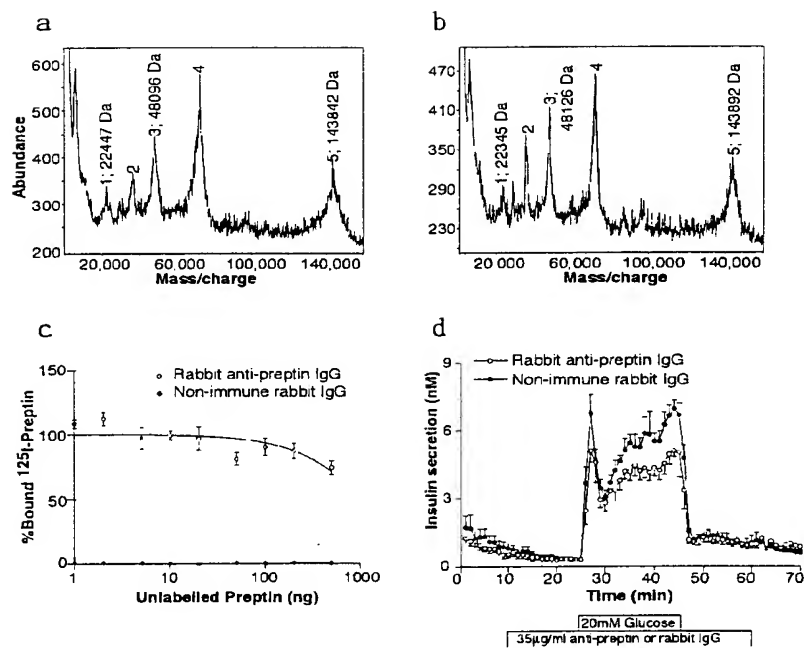 a
600
500
400
300
200
Abundance
1; 22447 Da
2
3; 48096 Da
4
5; 143842 Da
20,000 60,000 100,000 140,000
Mass/charge
b
470
410
350
290
230
1; 22345 Da
2
3;
48126 Da
4
5; 143892 Da
20 000 60,000 100,000 140,000
Mass/charge
c
150
100
50
0
%Bound 125I-Preptin
Rabbit anti-preptin IgG
Non-immune rabbit IgG
1 10 100 1000
Unlabelled Preptin (ng)
d
9
6
3
0
Insulin secretion (nM)
Rabbit anti-preptin IgG
Non-immune rabbit IgG
0 10 20 30 40 50 60 70
Time (min)
20mM Glucose
35µg/ml anti-preptin or rabbit IgG